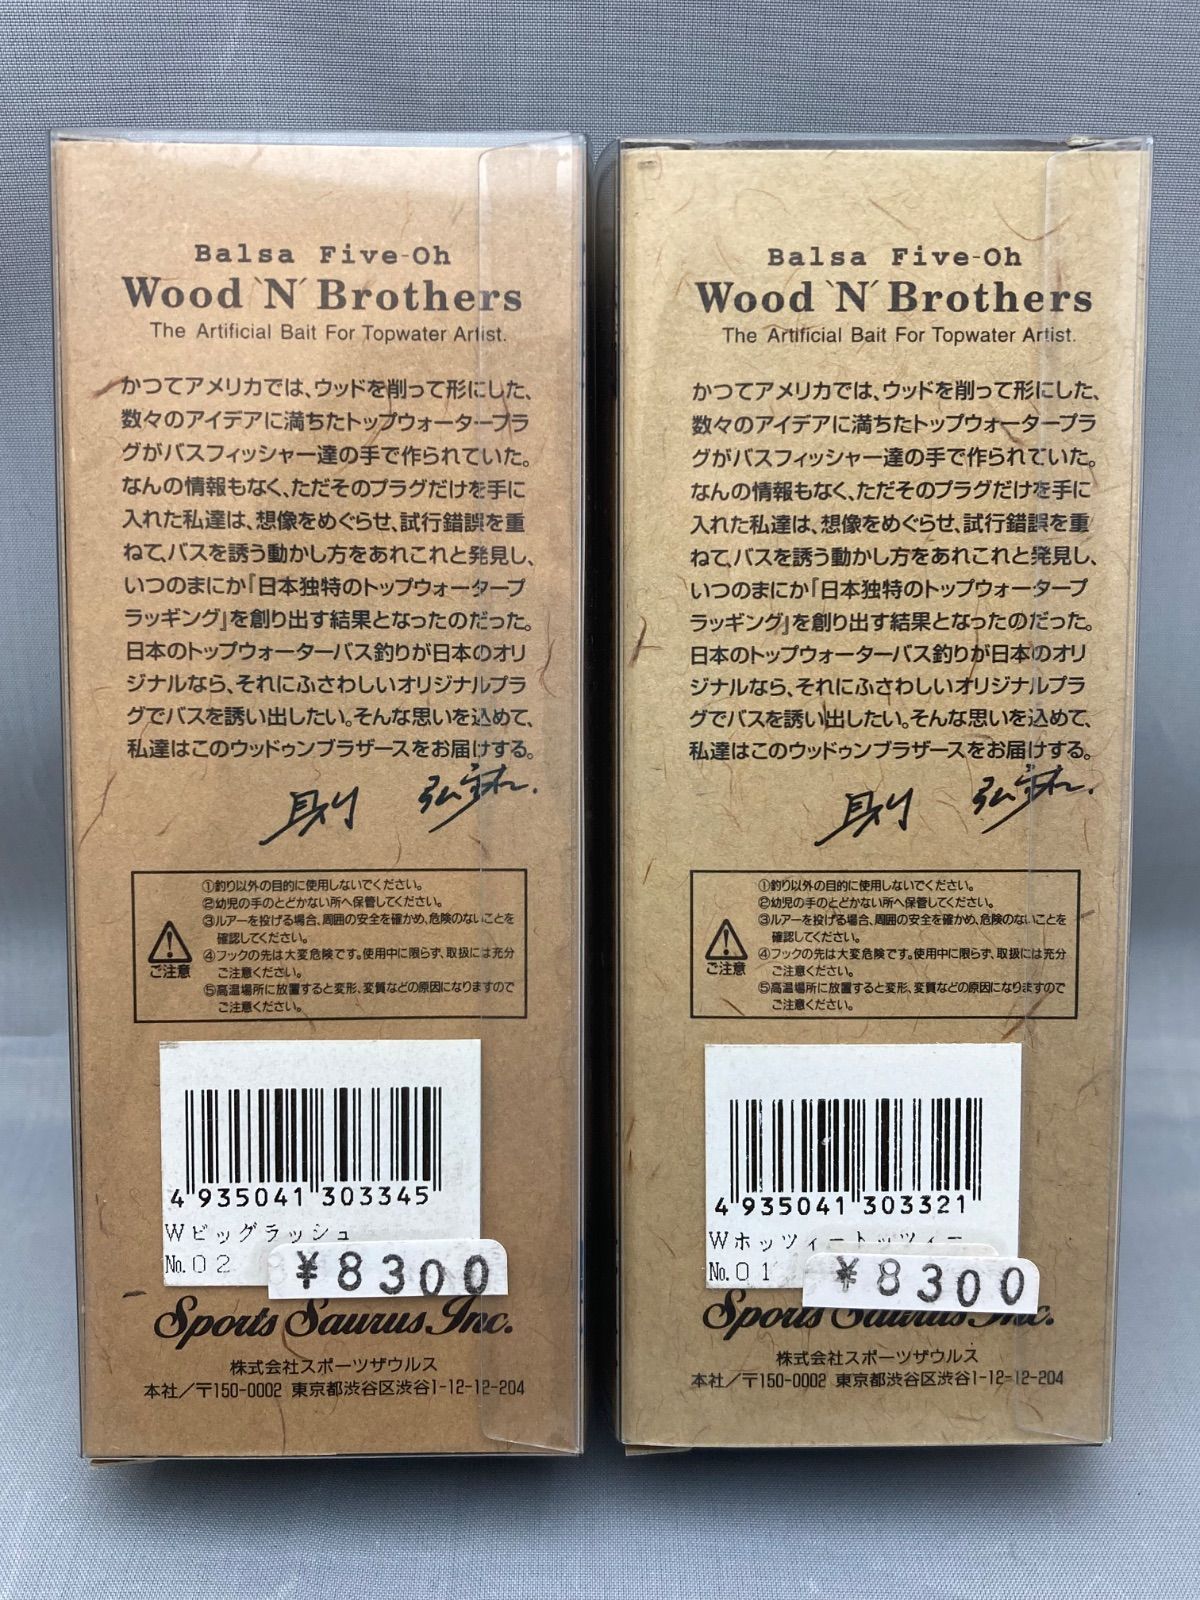 Balsa Five-Oh
Wood `N´ Brothers
The Artificial Bait For Topwater Artist.
かつてアメリカでは、ウッドを削って形にした、
数々のアイデアに満ちたトップウォータープラ
グがバスフィッシャー達の手で作られていた。
なんの情報もなく、ただそのプラグだけを手に
入れた私達は、想像をめぐらせ、試行錯誤を重
ねて、バスを誘う動かし方をあれこれと発見し、
いつのまにか『日本独特のトップウォータープ
ラッギング』を創り出す結果となったのだった。
日本のトップウォーターバス釣りが日本のオリ
ジナルなら、それにふさわしいオリジナルプラ
グでバスを誘い出したい。そんな思いを込めて、
私達はこのウッドゥンブラザースをお届けする。
①釣り以外の目的に使用しないでください。
②幼児の手のとどかない所へ保管してください。
③ルアーを投げる場合、周囲の安全を確かめ、危険のないことを
確認してください。
④フックの先は大変危険です。使用中に限らず、取扱には充分
ご注意ください。
⑤高温場所に放置すると変形、変質などの原因になりますので
ご注意ください。
ご注意
4 935041 303345
Wビッグラッシュ
No.02
¥8300
Sports Saurus Inc.
株式会社スポーツザウルス
本社/〒150-0002 東京都渋谷区渋谷1-12-12-204
Balsa Five-Oh
Wood `N´ Brothers
The Artificial Bait For Topwater Artist.
かつてアメリカでは、ウッドを削って形にした、
数々のアイデアに満ちたトップウォータープラ
グがバスフィッシャー達の手で作られていた。
なんの情報もなく、ただそのプラグだけを手に
入れた私達は、想像をめぐらせ、試行錯誤を重
ねて、バスを誘う動かし方をあれこれと発見し、
いつのまにか『日本独特のトップウォータープ
ラッギング』を創り出す結果となったのだった。
日本のトップウォーターバス釣りが日本のオリ
ジナルなら、それにふさわしいオリジナルプラ
グでバスを誘い出したい。そんな思いを込めて、
私達はこのウッドゥンブラザースをお届けする。
①釣り以外の目的に使用しないでください。
②幼児の手のとどかない所へ保管してください。
③ルアーを投げる場合、周囲の安全を確かめ、危険のないことを
確認してください。
④フックの先は大変危険です。使用中に限らず、取扱には充分
ご注意ください。
⑤高温場所に放置すると変形、変質などの原因になりますので
ご注意ください。
ご注意
4 935041 303321
Wホッツィートッツィー
No.01
¥8300
Sports Saurus Inc.
株式会社スポーツザウルス
本社/〒150-0002 東京都渋谷区渋谷1-12-12-204